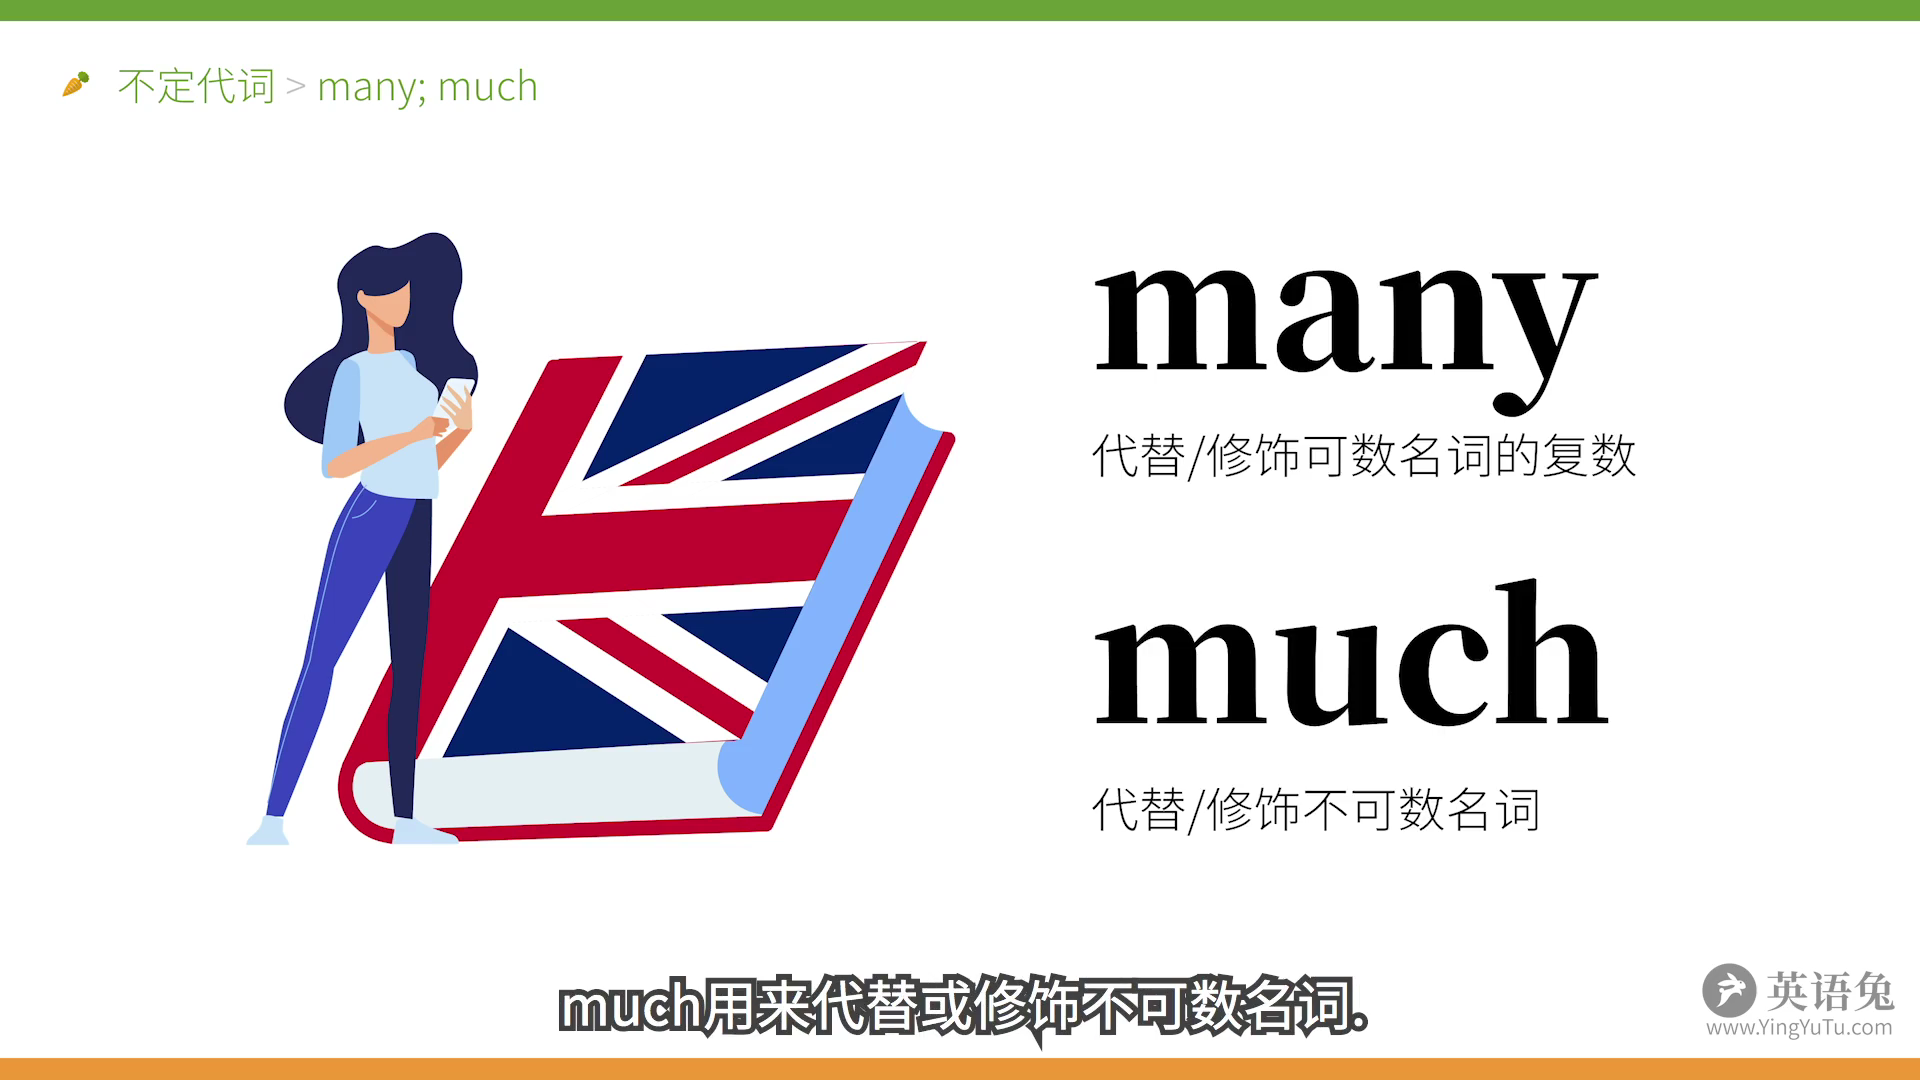 不定代词 > many; much
many
代替/修饰可数名词的复数
much
代替/修饰不可数名词
much用来代替或修饰不可数名词.
英语兔
www.YingYuTu.com